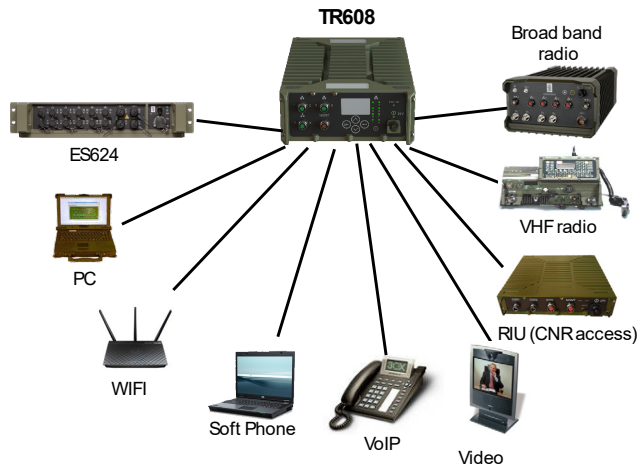 TR608
Broad band
radio
ES624
VHF radio
PC
RIU (CNR access)
WIFI
Soft Phone
VoIP
Video